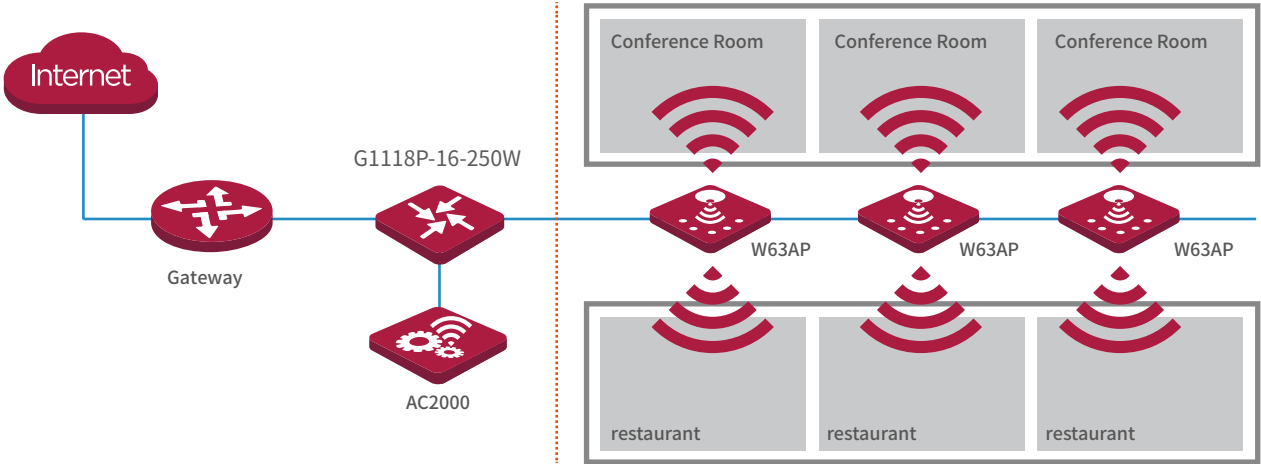 Internet
Conference Room
Conference Room
Conference Room
G1118P-16-250W
Gateway
W63AP
W63AP
W63AP
AC2000
restaurant
restaurant
restaurant